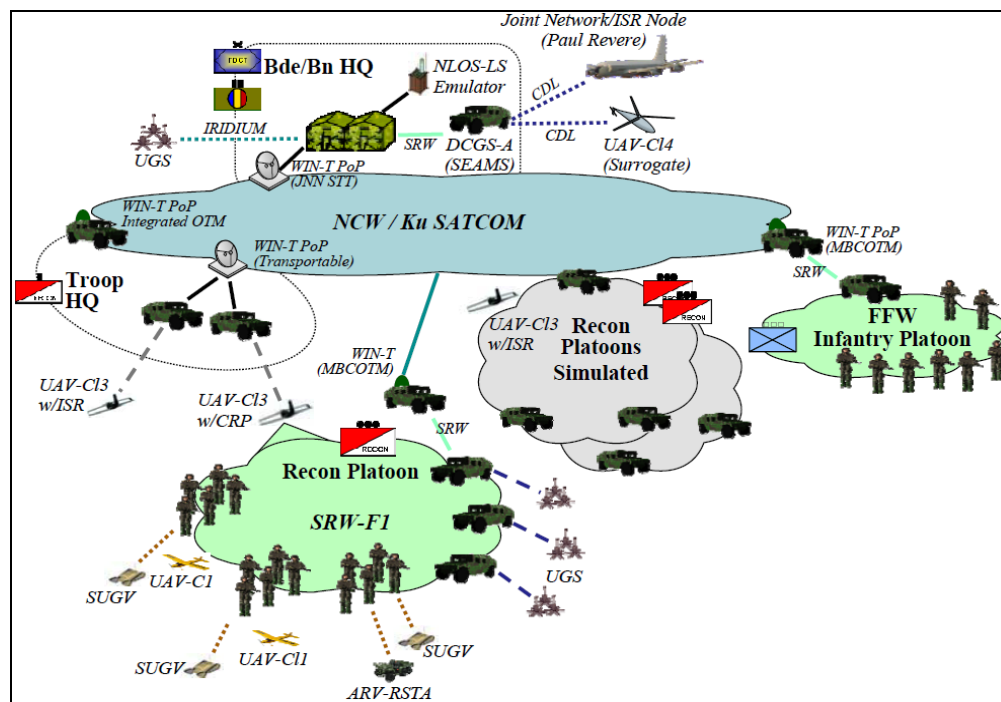 Joint Network/ISR Node
(Paul Revere)
Bde/Bn HQ
NLOS-LS
Emulator
CDL
IRIDIUM
SRW
CDL
UGS
DCGS-A
(SEAMS)
UAV-Cl4
(Surrogate)
WIN-T PoP
(JNN STT)
WIN-T PoP
Integrated OTM
NCW / Ku SATCOM
WIN-T PoP
(MBCOTM)
WIN-T PoP
(Transportable)
SRW
Troop
HQ
RECON
RECON
UAV-Cl3
w/ISR
Recon
Platoons
Simulated
FFW
Infantry Platoon
WIN-T
(MBCOTM)
UAV-Cl3
w/ISR
UAV-Cl3
w/CRP
SRW
RECON
Recon Platoon
SRW-F1
UGS
SUGV
UAV-C1
SUGV
UAV-Cl1
SUGV
ARV-RSTA